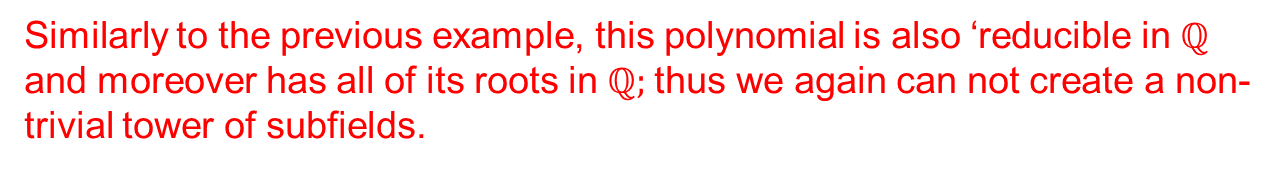 Similarly to the previous example, this polynomial is also ‘reducible in ℚ
and moreover has all of its roots in ℚ; thus we again can not create a non-
trivial tower of subfields.